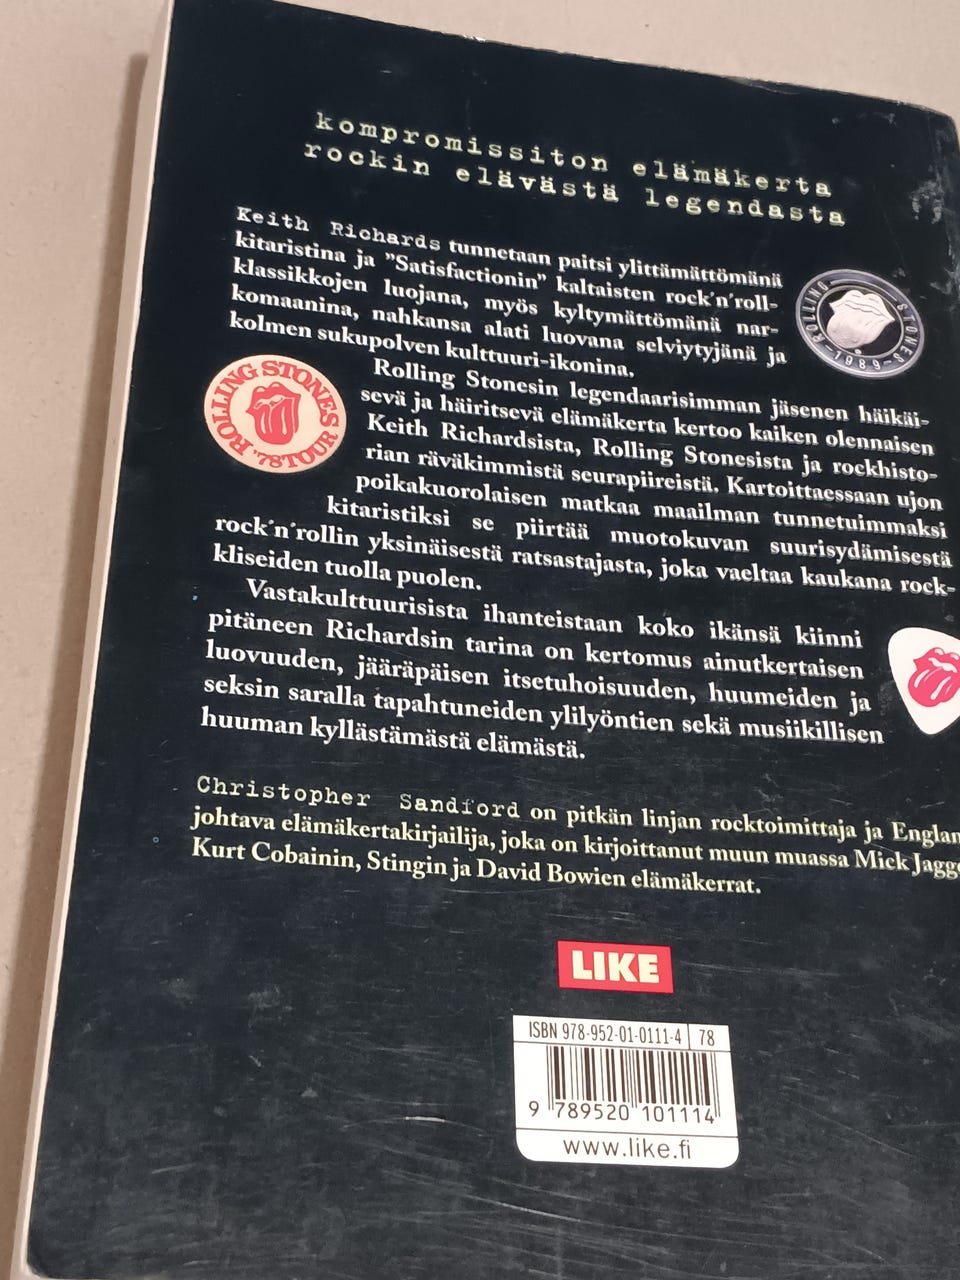 kompromissiton elämäkerta
rockin elävästä legendasta
Keith Richards tunnetaan paitsi ylittämättömänä
kitaristina ja ”Satisfactionin” kaltaisten rock'n'roll-
klassikkojen luojana, myös kyltymättömänä nar-
komaanina, nahkansa alati luovana selviytyjänä ja
kolmen sukupolven kulttuuri-ikonina.
ROLLING STONES
1989
ROLLING STONES
'78 TOUR
Rolling Stonesin legendaarisimman jäsenen häikäi-
sevä ja häiritsevä elämäkerta kertoo kaiken olennaisen
Keith Richardsista, Rolling Stonesista ja rockhisto-
rian räväkimmistä seurapiireistä. Kartoittaessaan ujon
poikakuorolaisen matkaa maailman tunnetuimmaksi
kitaristiksi se piirtää muotokuvan suurisydämisestä
rock'n'rollin yksinäisestä ratsastajasta, joka vaeltaa kaukana rock-
kliseiden tuolla puolen.
Vastakulttuurisista ihanteistaan koko ikänsä kiinni
pitäneen Richardsin tarina on kertomus ainutkertaisen
luovuuden, jääräpäisen itsetuhoisuuden, huumeiden ja
seksin saralla tapahtuneiden ylilyöntien sekä musiikillisen
huuman kyllästämästä elämästä.
Christopher Sandford on pitkän linjan rocktoimittaja ja Englan
johtava elämäkertakirjailija, joka on kirjoittanut muun muassa Mick Jagge
Kurt Cobainin, Stingin ja David Bowien elämäkerrat.
LIKE
ISBN 978-952-01-0111-4 78
9 789520 101114
www.like.fi